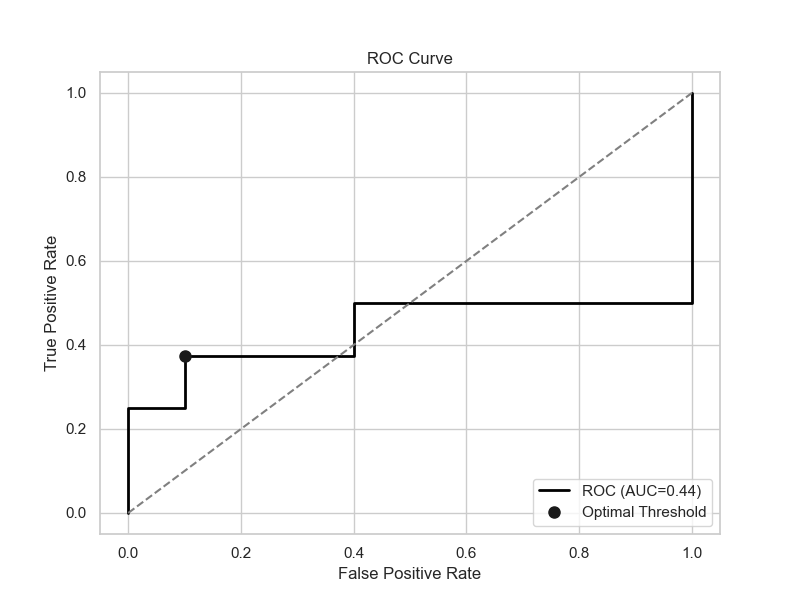 ROC Curve
True Positive Rate
1.0
0.8
0.6
0.4
0.2
0.0
0.0 0.2 0.4 0.6 0.8 1.0
False Positive Rate
ROC (AUC=0.44)
Optimal Threshold